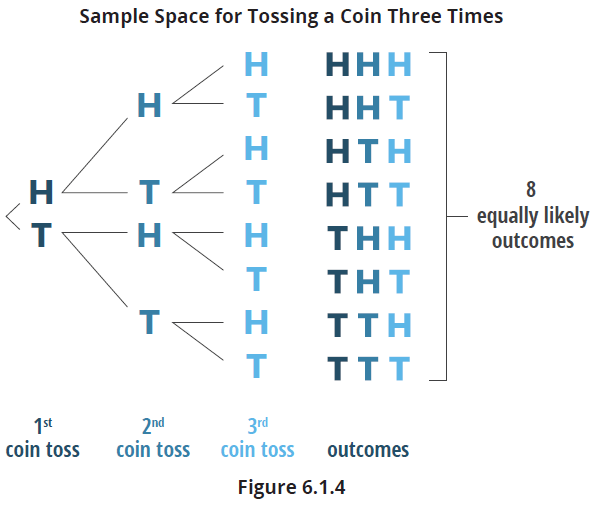 Sample Space for Tossing a Coin Three Times
H HHH
H T HHT
H HTH
H T T HTT
T H H THH
T THT
T H TTH
T TTT
8
equally likely
outcomes
1st 2nd 3rd
coin toss coin toss coin toss outcomes
Figure 6.1.4